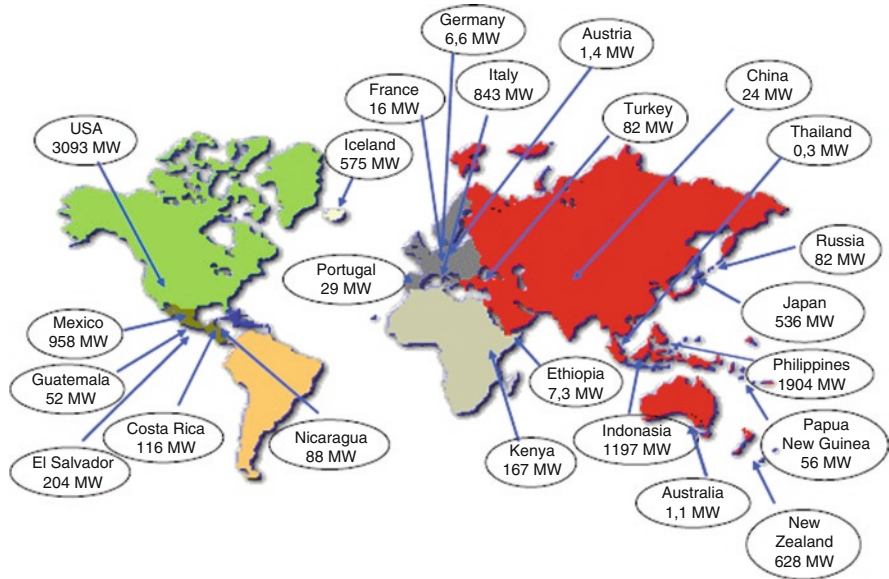 Germany
6,6 MW
Austria
1,4 MW
France
16 MW
Italy
843 MW
China
24 MW
USA
3093 MW
Iceland
575 MW
Turkey
82 MW
Thailand
0,3 MW
Portugal
29 MW
Russia
82 MW
Mexico
958 MW
Japan
536 MW
Guatemala
52 MW
Ethiopia
7,3 MW
Philippines
1904 MW
Costa Rica
116 MW
Nicaragua
88 MW
Kenya
167 MW
Indonasia
1197 MW
Papua
New Guinea
56 MW
El Salvador
204 MW
Australia
1,1 MW
New
Zealand
628 MW